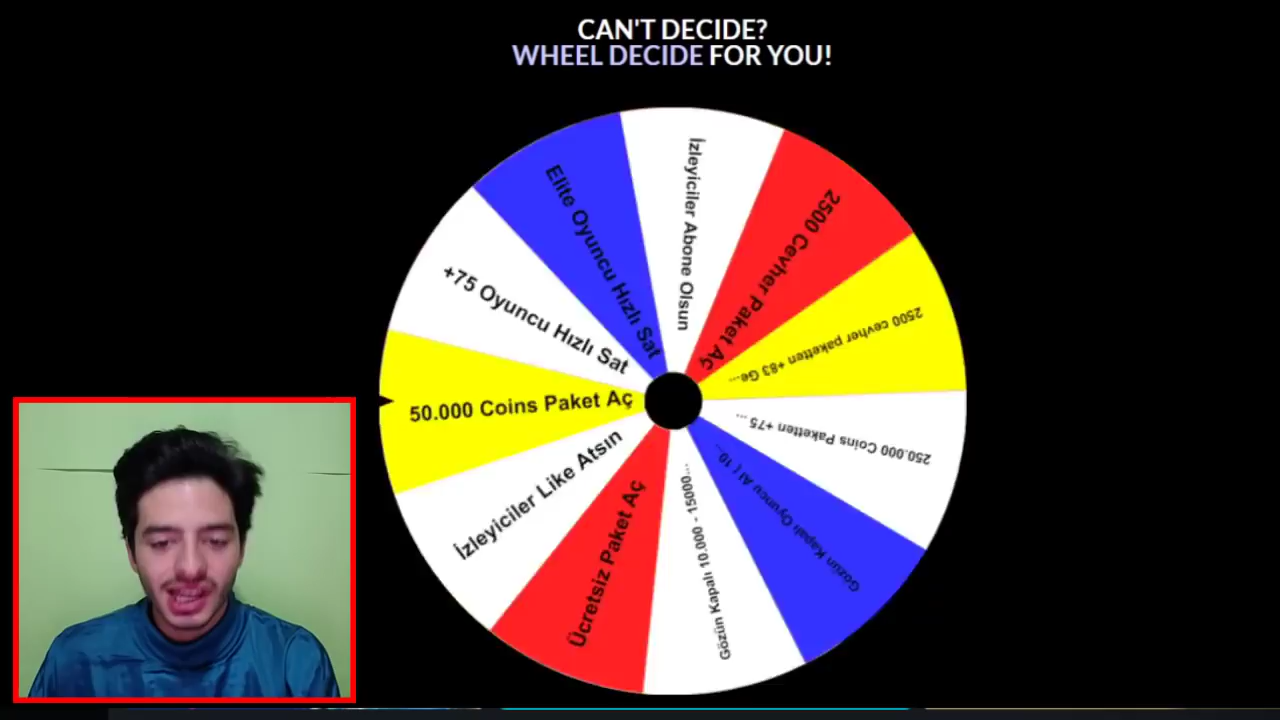 CAN'T DECIDE?
WHEEL DECIDE FOR YOU!
İzleyiciler Abone Olsun
2500 Cevher Paket Aç
2500 cevher paketten +83 Ge...
250.000 Coins Paketten +75 ...
Gözün Kapalı Oyuncu Al ( 10...
Gözün Kapalı 10.000 - 15000...
Ücretsiz Paket Aç
İzleyiciler Like Atsın
50.000 Coins Paket Aç
+75 Oyuncu Hızlı Sat
Elite Oyuncu Hızlı Sat